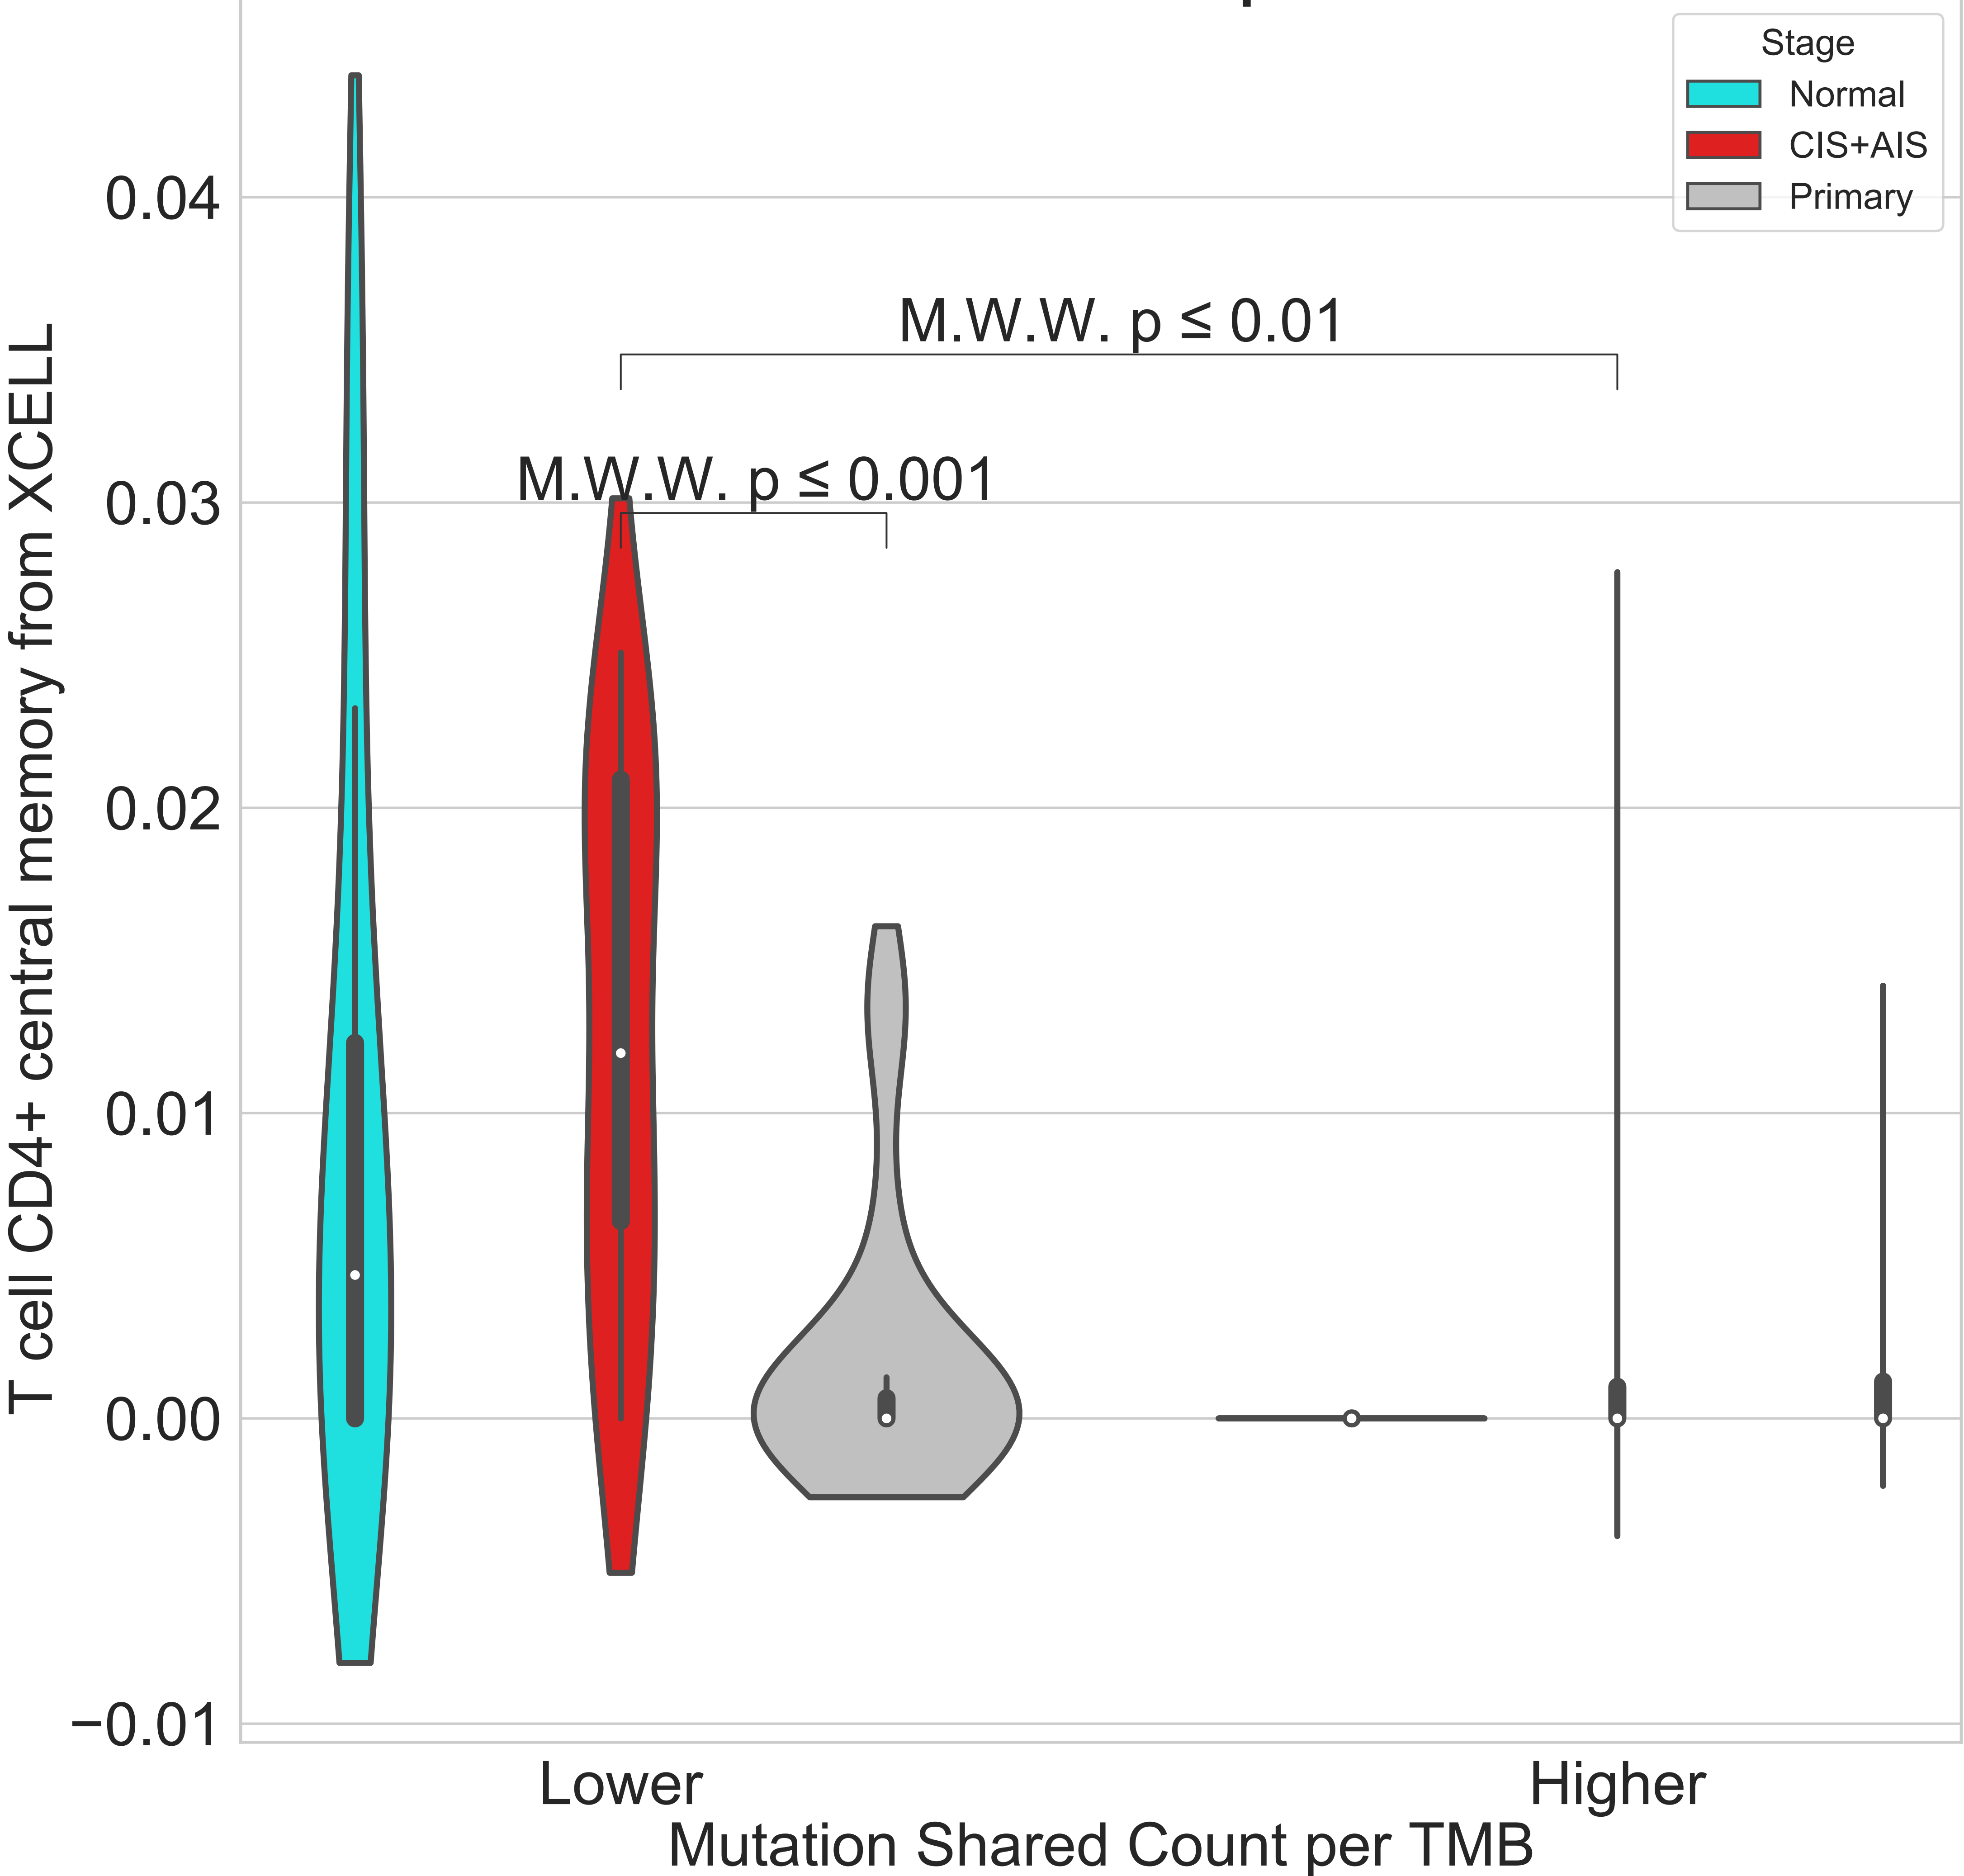 Stage
Normal
CIS+AIS
Primary
M.W.W. p ≤ 0.01
M.W.W. p ≤ 0.001
T cell CD4+ central memory from XCELL
0.04
0.03
0.02
0.01
0.00
−0.01
Lower
Higher
Mutation Shared Count per TMB